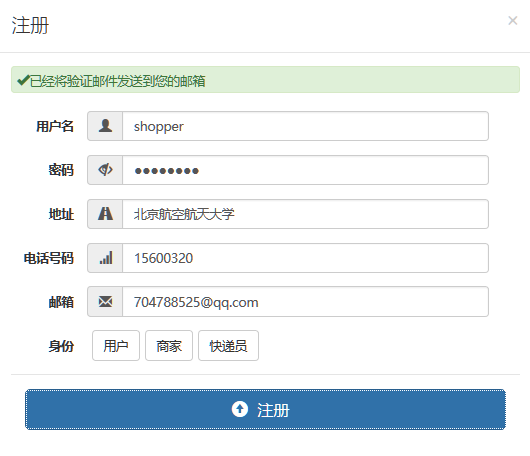 注册
×
已经将验证邮件发送到您的邮箱
用户名 shopper
密码 ●●●●●●●●
地址 北京航空航天大学
电话号码 15600320
邮箱 704788525@qq.com
身份 用户 商家 快递员
注册